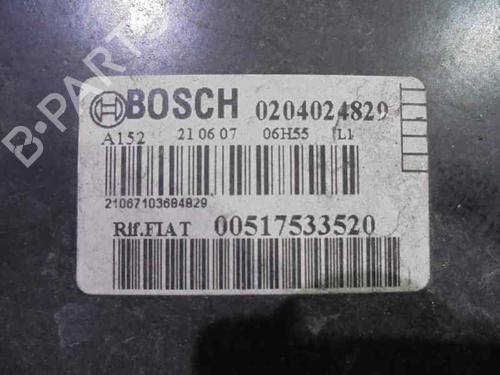 B-PARTS
BOSCH 0204024829
A152 21 06 07 06H55 L1
21067103684829
Rif.FIAT 00517533520